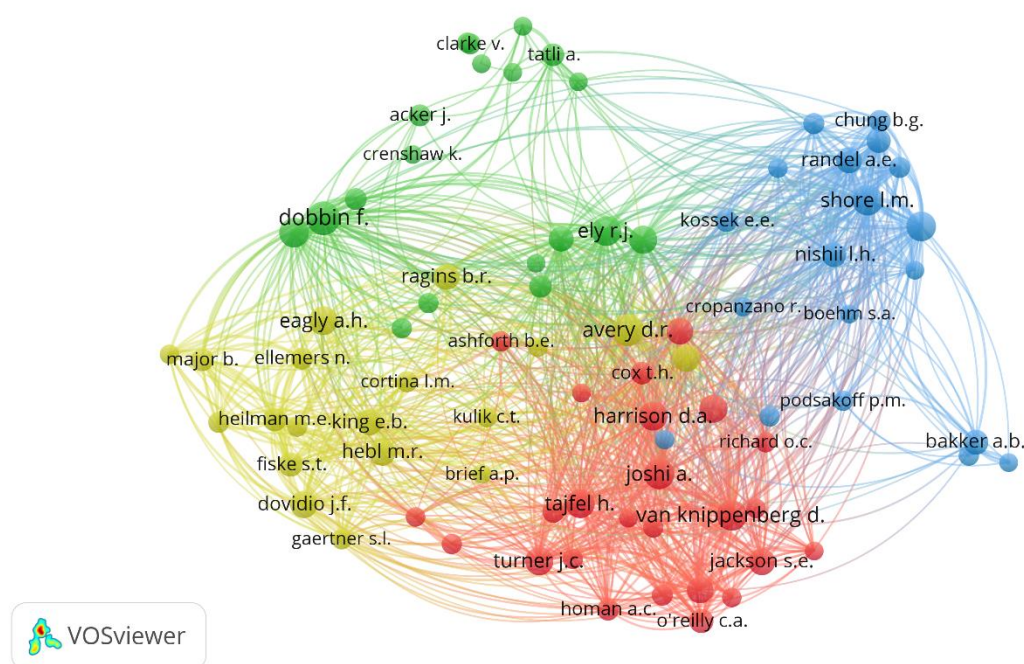 clarke v.
tatli a.
acker j.
chung b.g.
crenshaw k.
randel a.e.
shore l.m.
dobbin f.
kossek e.e.
ely r.j.
nishii l.h.
ragins b.r.
cropanzano r.
boehm s.a.
eagly a.h.
avery d.r.
ashforth b.e.
major b.
ellemers n.
cox t.h.
cortina l.m.
podsakoff p.m.
kulik c.t.
harrison d.a.
heilman m.e.
king e.b.
richard o.c.
bakker a.b.
hebl m.r.
fiske s.t.
brief a.p.
joshi a.
dovidio j.f.
tajfel h.
van knippenberg d.
gaertner s.l.
turner j.c.
jackson s.e.
homan a.c.
o'reilly c.a.
VOSviewer